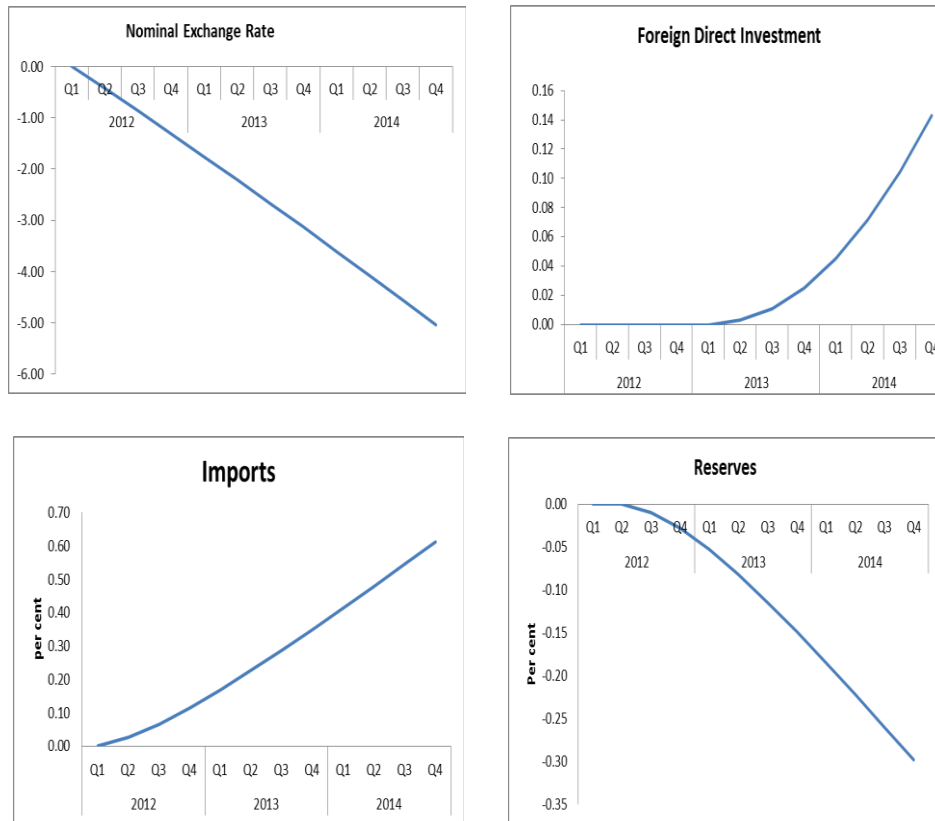 Nominal Exchange Rate
0.00
Q1 Q2 Q3 Q4 Q1 Q2 Q3 Q4 Q1 Q2 Q3 Q4
-1.00
2012 2013 2014
-2.00
-3.00
-4.00
-5.00
-6.00
Foreign Direct Investment
0.16
0.14
0.12
0.10
0.08
0.06
0.04
0.02
0.00
Q1 Q2 Q3 Q4 Q1 Q2 Q3 Q4 Q1 Q2 Q3 Q4
2012 2013 2014
Imports
per cent
0.70
0.60
0.50
0.40
0.30
0.20
0.10
0.00
Q1 Q2 Q3 Q4 Q1 Q2 Q3 Q4 Q1 Q2 Q3 Q4
2012 2013 2014
Reserves
Per cent
0.00
Q1 Q2 Q3 Q4 Q1 Q2 Q3 Q4 Q1 Q2 Q3 Q4
-0.05
2012 2013 2014
-0.10
-0.15
-0.20
-0.25
-0.30
-0.35